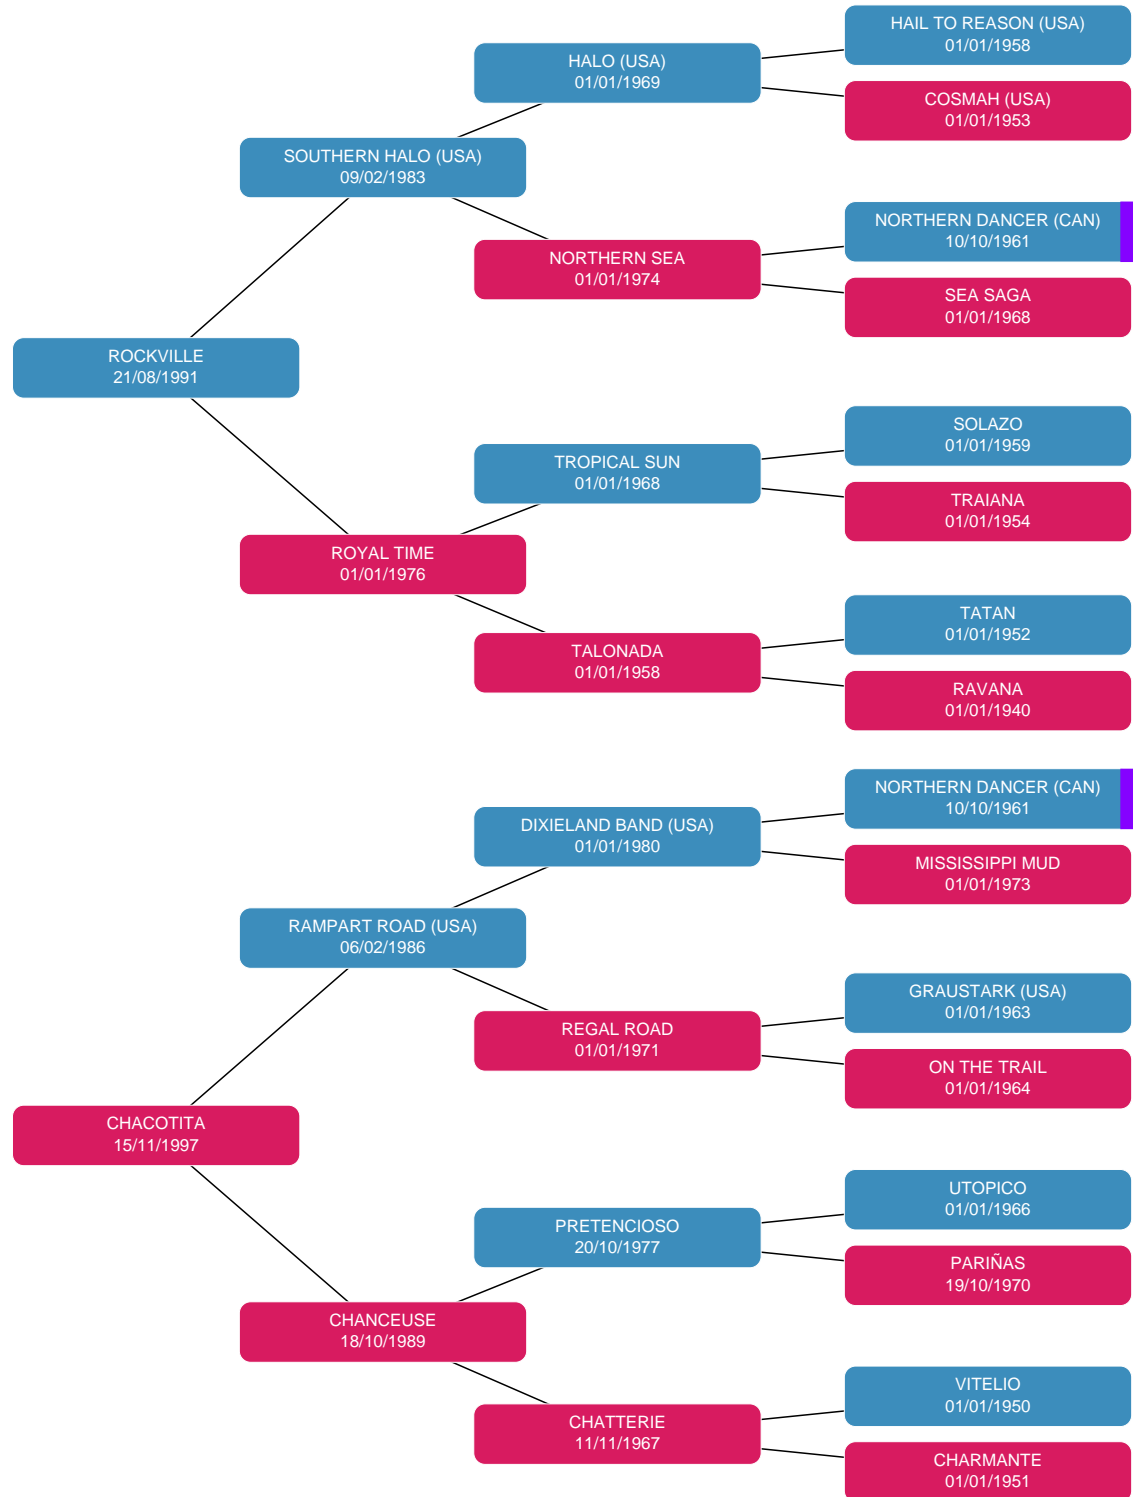 HAIL TO REASON (USA)
01/01/1958
HALO (USA)
01/01/1969
COSMAH (USA)
01/01/1953
SOUTHERN HALO (USA)
09/02/1983
NORTHERN DANCER (CAN)
10/10/1961
NORTHERN SEA
01/01/1974
SEA SAGA
01/01/1968
ROCKVILLE
21/08/1991
SOLAZO
01/01/1959
TROPICAL SUN
01/01/1968
TRAIANA
01/01/1954
ROYAL TIME
01/01/1976
TATAN
01/01/1952
TALONADA
01/01/1958
RAVANA
01/01/1940
NORTHERN DANCER (CAN)
10/10/1961
DIXIELAND BAND (USA)
01/01/1980
MISSISSIPPI MUD
01/01/1973
RAMPART ROAD (USA)
06/02/1986
GRAUSTARK (USA)
01/01/1963
REGAL ROAD
01/01/1971
ON THE TRAIL
01/01/1964
CHACOTITA
15/11/1997
UTOPICO
01/01/1966
PRETENCIOSO
20/10/1977
PARIÑAS
19/10/1970
CHANCEUSE
18/10/1989
VITELIO
01/01/1950
CHATTERIE
11/11/1967
CHARMANTE
01/01/1951